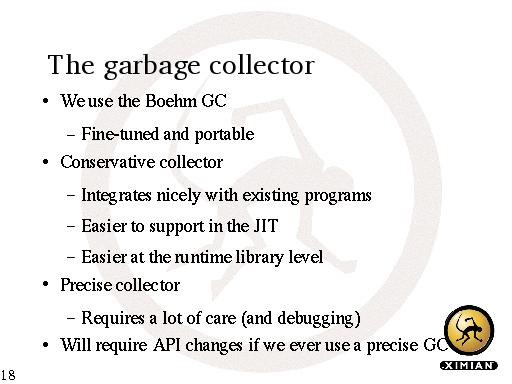 The garbage collector
• We use the Boehm GC
– Fine-tuned and portable
• Conservative collector
– Integrates nicely with existing programs
– Easier to support in the JIT
– Easier at the runtime library level
• Precise collector
– Requires a lot of care (and debugging)
• Will require API changes if we ever use a precise GC
XIMIAN
18